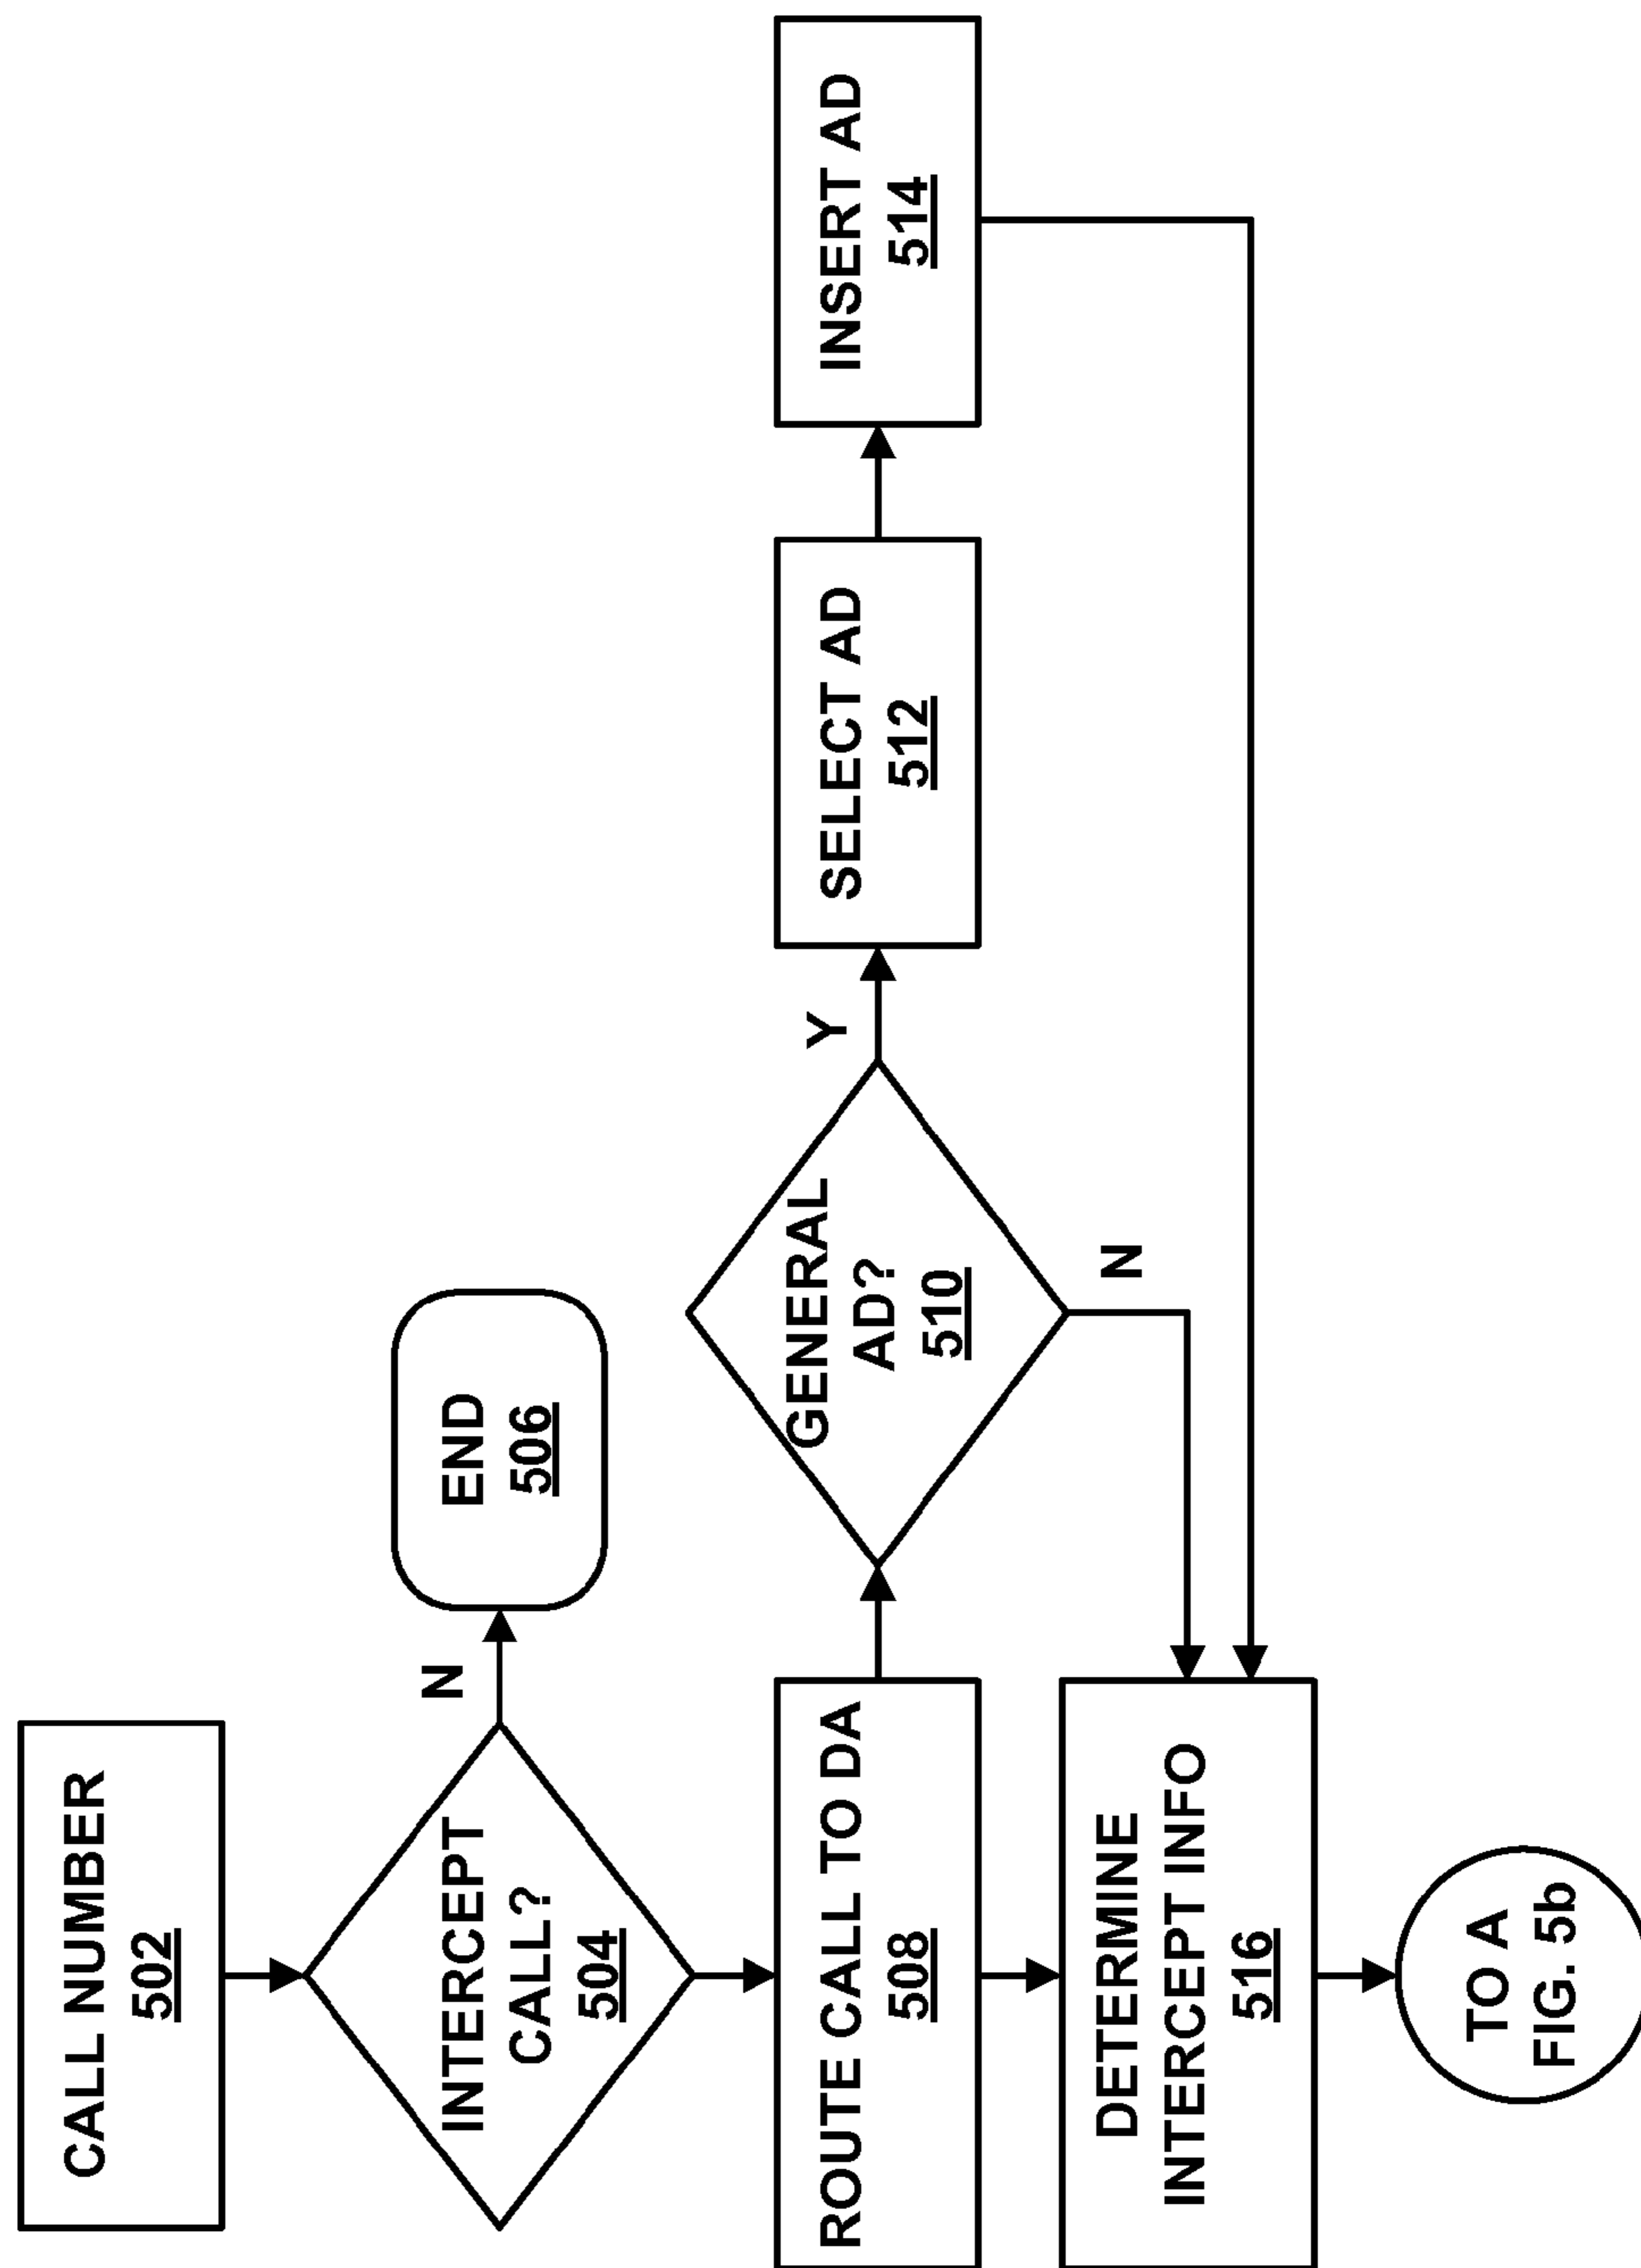 CALL NUMBER
502
INTERCEPT
CALL?
504
N
END
506
ROUTE CALL TO DA
508
GENERAL
AD?
510
Y
N
SELECT AD
512
INSERT AD
514
DETERMINE
INTERCEPT INFO
516
TO A
FIG. 5b